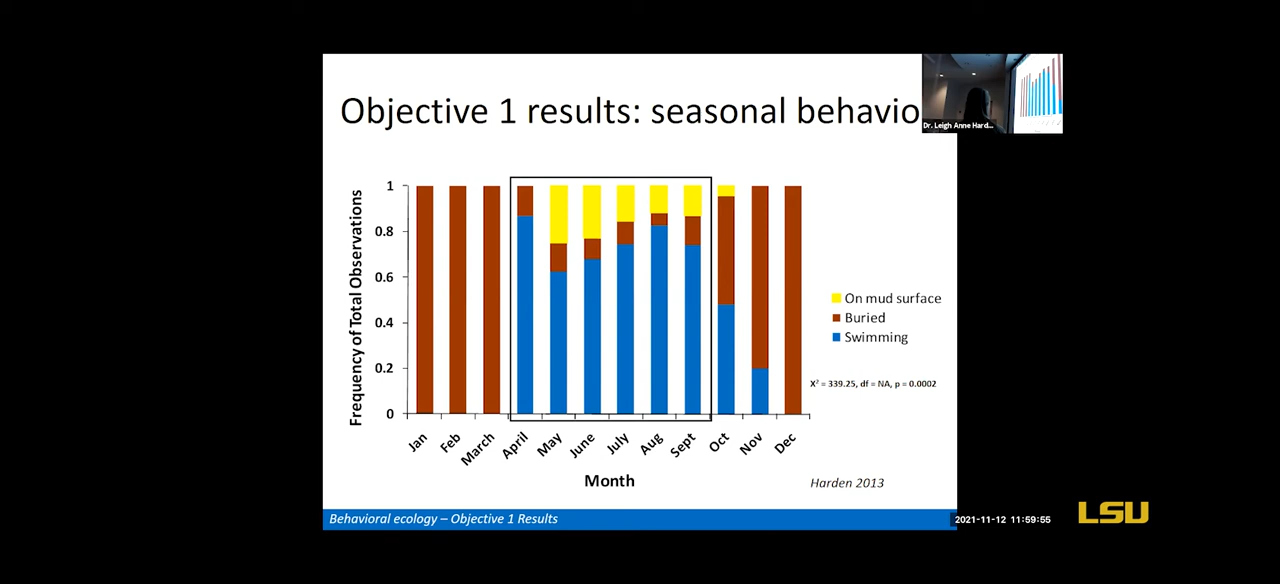 Objective 1 results: seasonal behavio
Dr. Leigh Anne Hard...
Frequency of Total Observations
1
0.8
0.6
0.4
0.2
0
Jan
Feb
March
April
May
June
July
Aug
Sept
Oct
Nov
Dec
Month
On mud surface
Buried
Swimming
X² = 339.25, df = NA, p = 0.0002
Harden 2013
Behavioral ecology – Objective 1 Results
2021-11-12 11:59:55
LSU